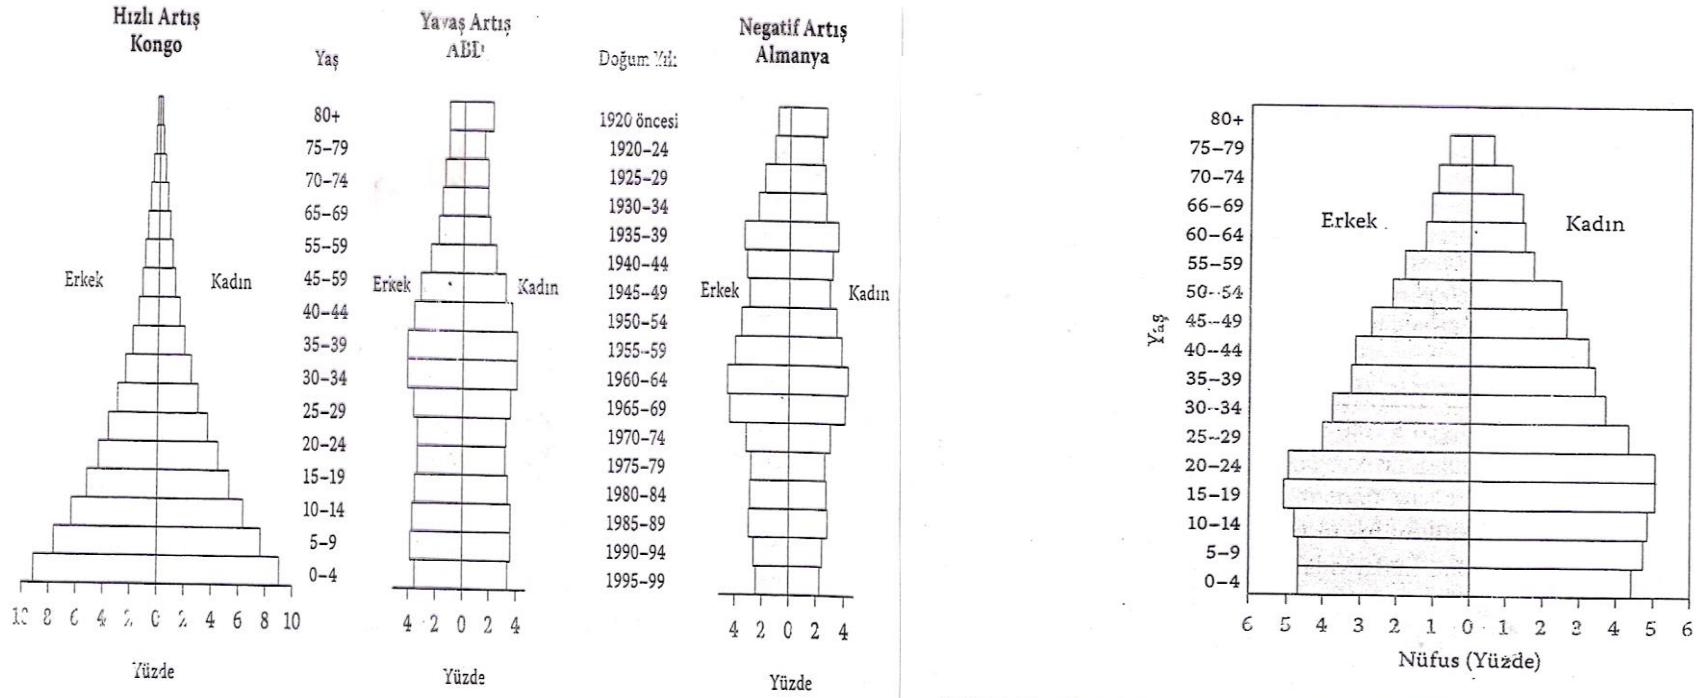 Hızlı Artış
Kongo
Yaş
80+
75–79
70–74
65–69
55–59
45–59
40–44
35–39
30–34
25–29
20–24
15–19
10–14
5–9
0–4
Erkek
Kadın
8 6 4 2 0 2 4 6 8 10
Yüzde
Yavaş Artış
ABD
Erkek
Kadın
4 2 0 2 4
Yüzde
Doğum Yılı
1920 öncesi
1920–24
1925–29
1930–34
1935–39
1940–44
1945–49
1950–54
1955–59
1960–64
1965–69
1970–74
1975–79
1980–84
1985–89
1990–94
1995–99
Negatif Artış
Almanya
Erkek
Kadın
4 2 0 2 4
Yüzde
Yaş
80+
75–79
70–74
66–69
60–64
55–59
50–54
45–49
40–44
35–39
30–34
25–29
20–24
15–19
10–14
5–9
0–4
Erkek
Kadın
6 5 4 3 2 1 0 1 2 3 4 5 6
Nüfus (Yüzde)